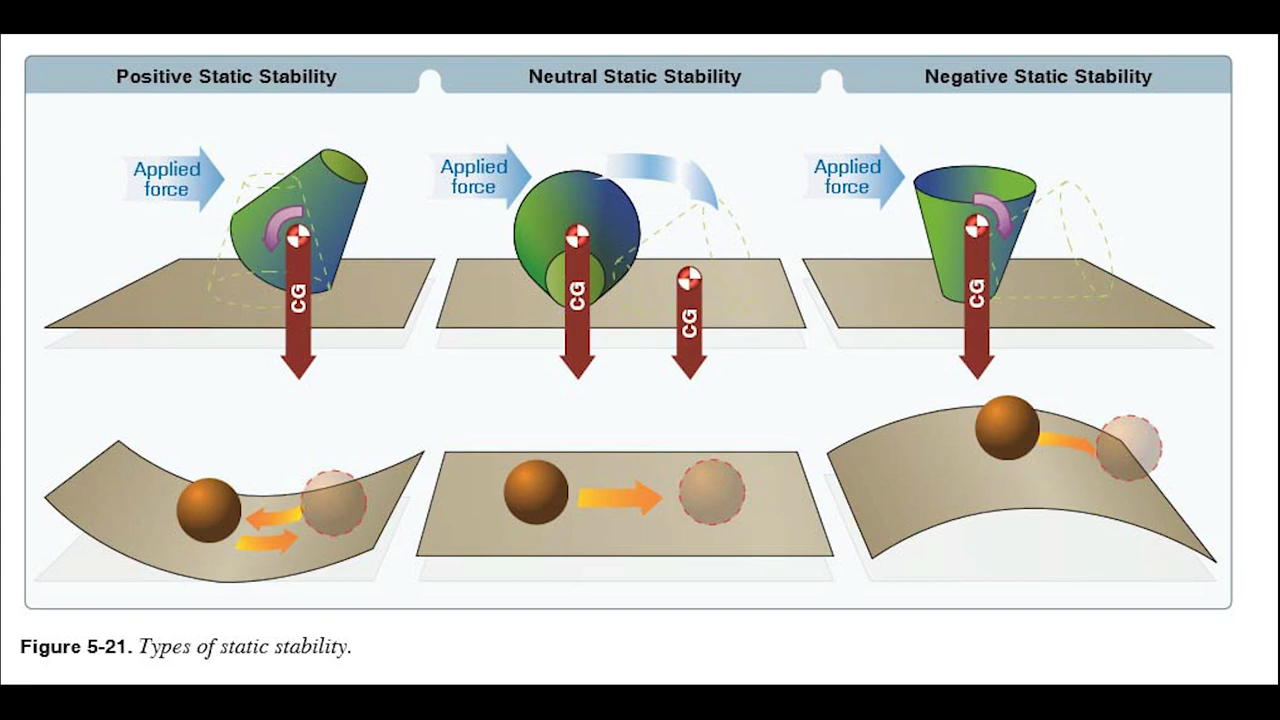 Positive Static Stability
Neutral Static Stability
Negative Static Stability
Applied
force
Applied
force
Applied
force
CG
CG
CG
CG
Figure 5-21. Types of static stability.